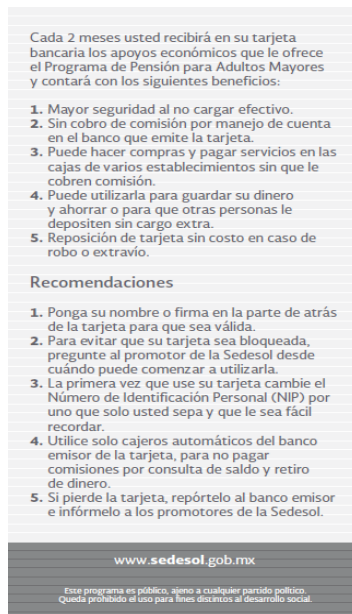 Cada 2 meses usted recibirá en su tarjeta
bancaria los apoyos económicos que le ofrece
el Programa de Pensión para Adultos Mayores
y contará con los siguientes beneficios:
1. Mayor seguridad al no cargar efectivo.
2. Sin cobro de comisión por manejo de cuenta
en el banco que emite la tarjeta.
3. Puede hacer compras y pagar servicios en las
cajas de varios establecimientos sin que le
cobren comisión.
4. Puede utilizarla para guardar su dinero
y ahorrar o para que otras personas le
depositen sin cargo extra.
5. Reposición de tarjeta sin costo en caso de
robo o extravío.
Recomendaciones
1. Ponga su nombre o firma en la parte de atrás
de la tarjeta para que sea válida.
2. Para evitar que su tarjeta sea bloqueada,
pregunte al promotor de la Sedesol desde
cuándo puede comenzar a utilizarla.
3. La primera vez que use su tarjeta cambie el
Número de Identificación Personal (NIP) por
uno que solo usted sepa y que le sea fácil
recordar.
4. Utilice solo cajeros automáticos del banco
emisor de la tarjeta, para no pagar
comisiones por consulta de saldo y retiro
de dinero.
5. Si pierde la tarjeta, repórtelo al banco emisor
e infórmelo a los promotores de la Sedesol.
www.sedesol.gob.mx
Este programa es público, ajeno a cualquier partido político.
Queda prohibido el uso para fines distintos al desarrollo social.